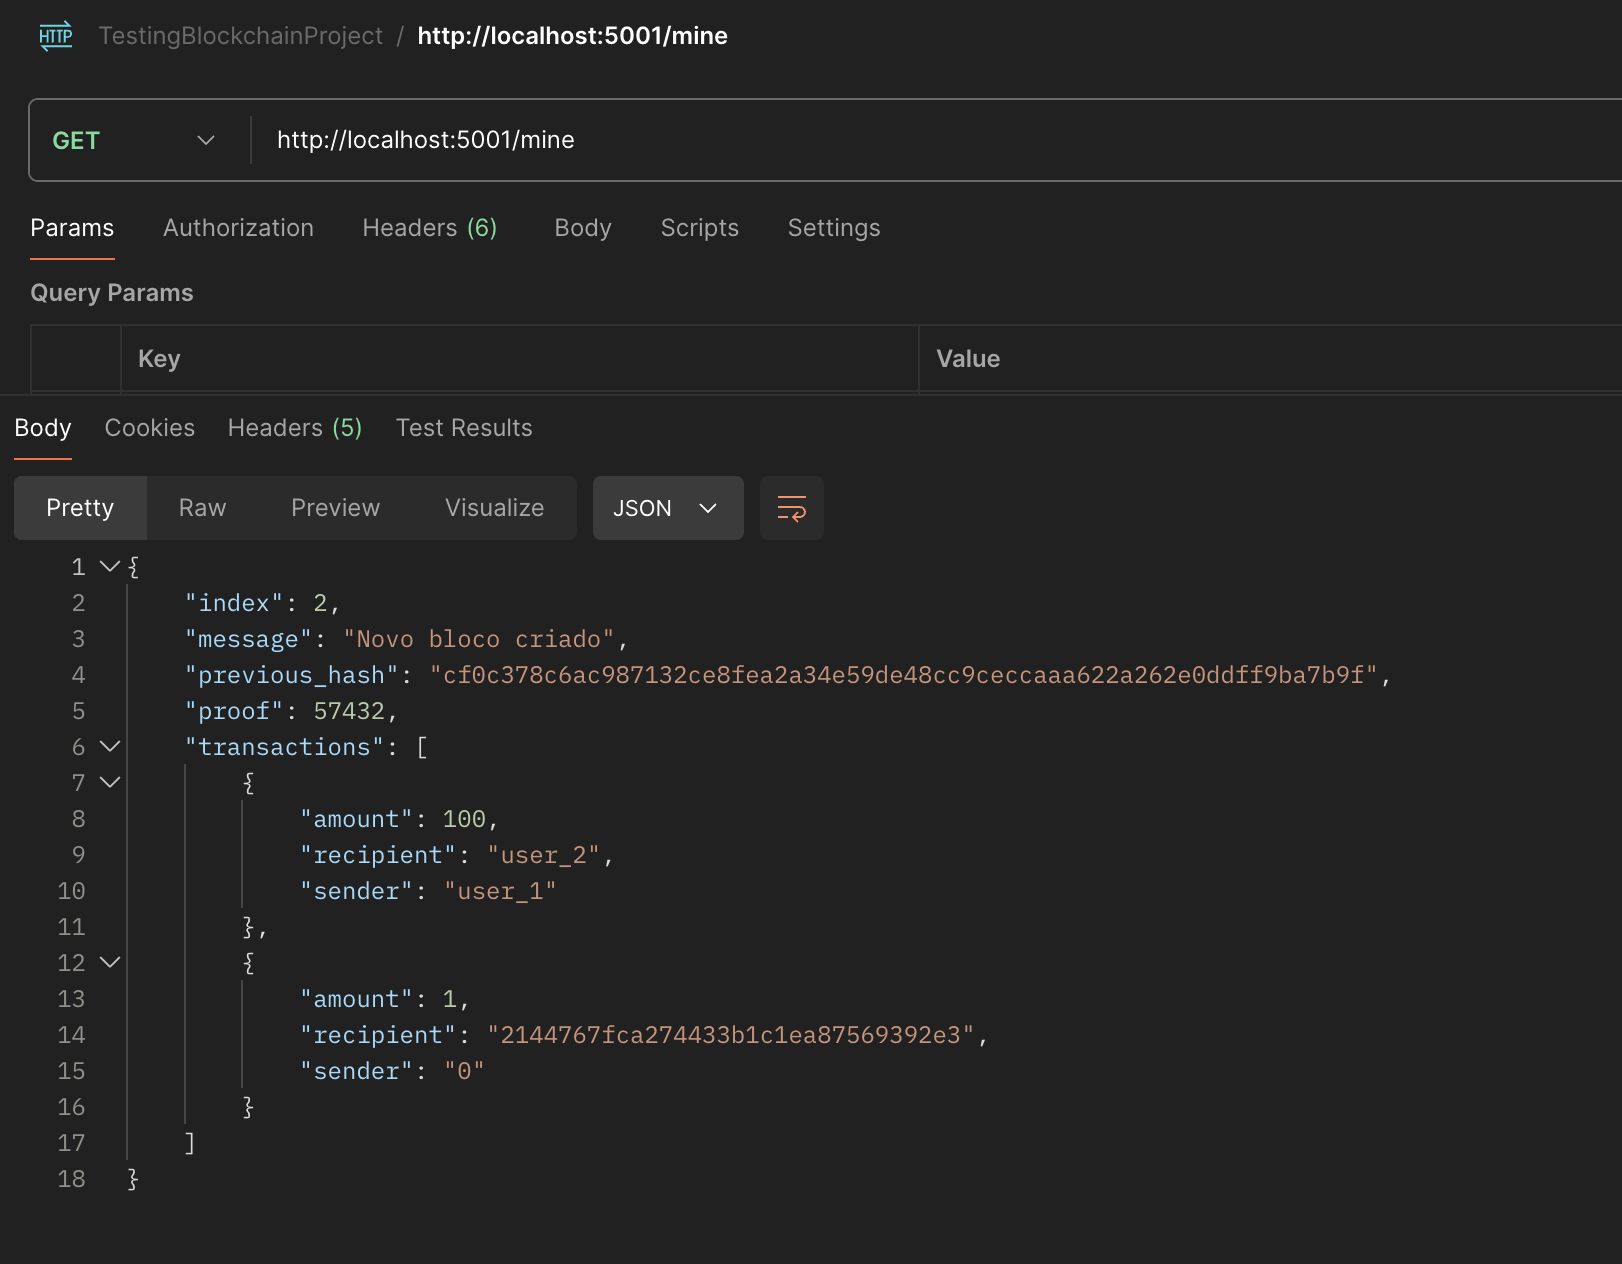 HTTP TestingBlockchainProject / http://localhost:5001/mine
GET http://localhost:5001/mine
Params Authorization Headers (6) Body Scripts Settings
Query Params
Key Value
Body Cookies Headers (5) Test Results
Pretty Raw Preview Visualize JSON
1 {
2 "index": 2,
3 "message": "Novo bloco criado",
4 "previous_hash": "cf0c378c6ac987132ce8fea2a34e59de48cc9ceccaaa622a262e0ddff9ba7b9f",
5 "proof": 57432,
6 "transactions": [
7 {
8 "amount": 100,
9 "recipient": "user_2",
10 "sender": "user_1"
11 },
12 {
13 "amount": 1,
14 "recipient": "2144767fca274433b1c1ea87569392e3",
15 "sender": "0"
16 }
17 ]
18 }